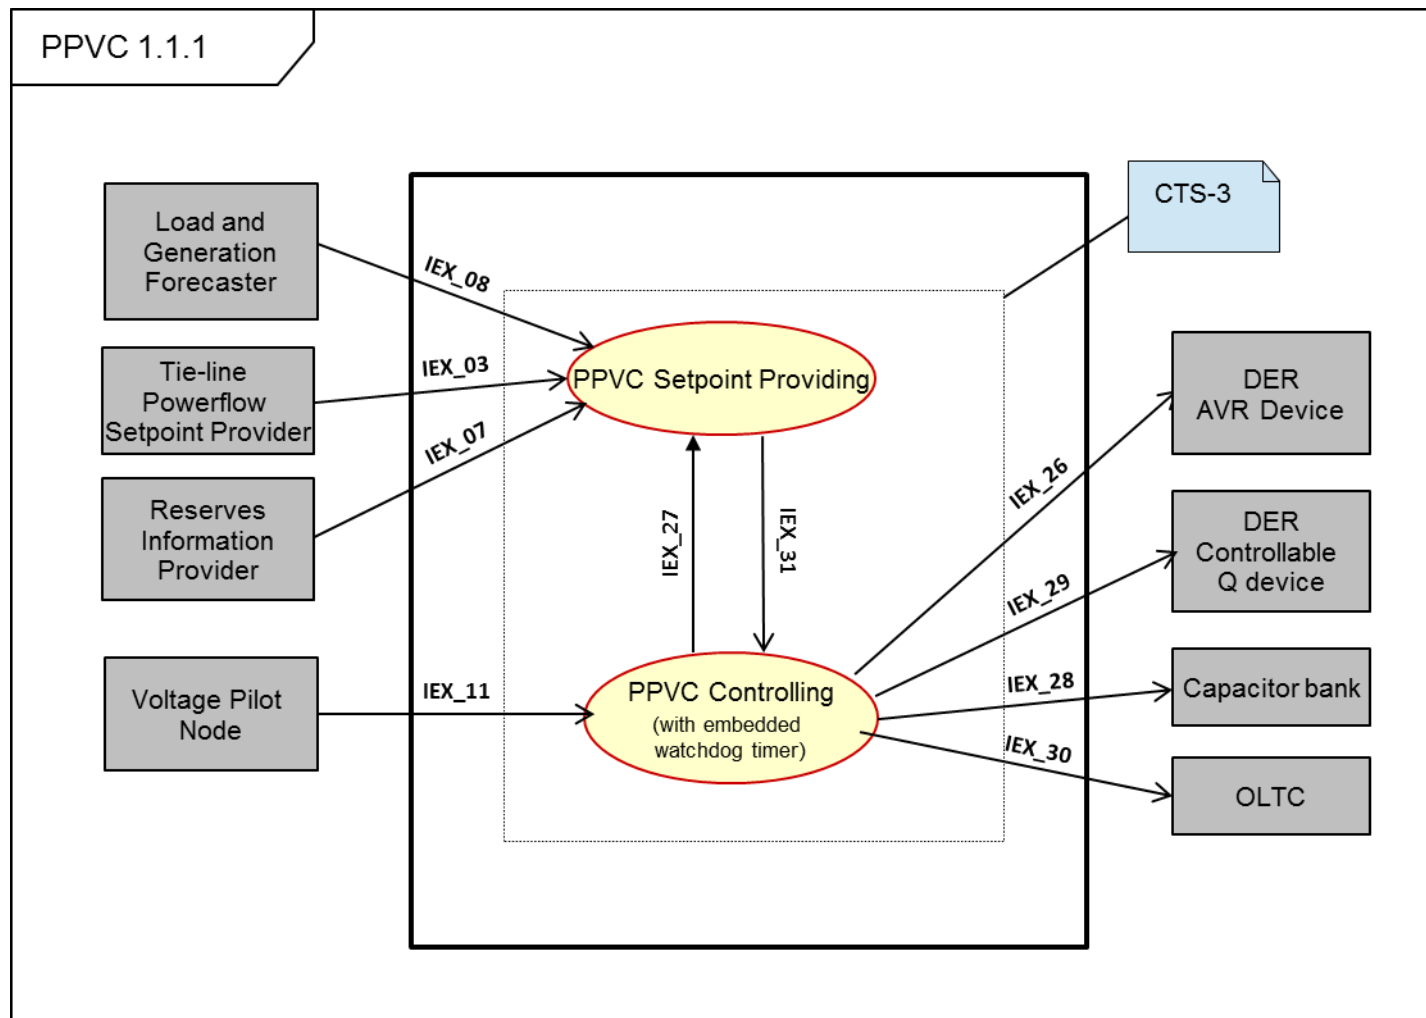 PPVC 1.1.1
CTS-3
Load and
Generation
Forecaster
IEX_08
Tie-line
Powerflow
Setpoint Provider
IEX_03
Reserves
Information
Provider
IEX_07
PPVC Setpoint Providing
IEX_27
IEX_31
Voltage Pilot
Node
IEX_11
PPVC Controlling
(with embedded
watchdog timer)
IEX_26
DER
AVR Device
IEX_29
DER
Controllable
Q device
IEX_28
Capacitor bank
IEX_30
OLTC